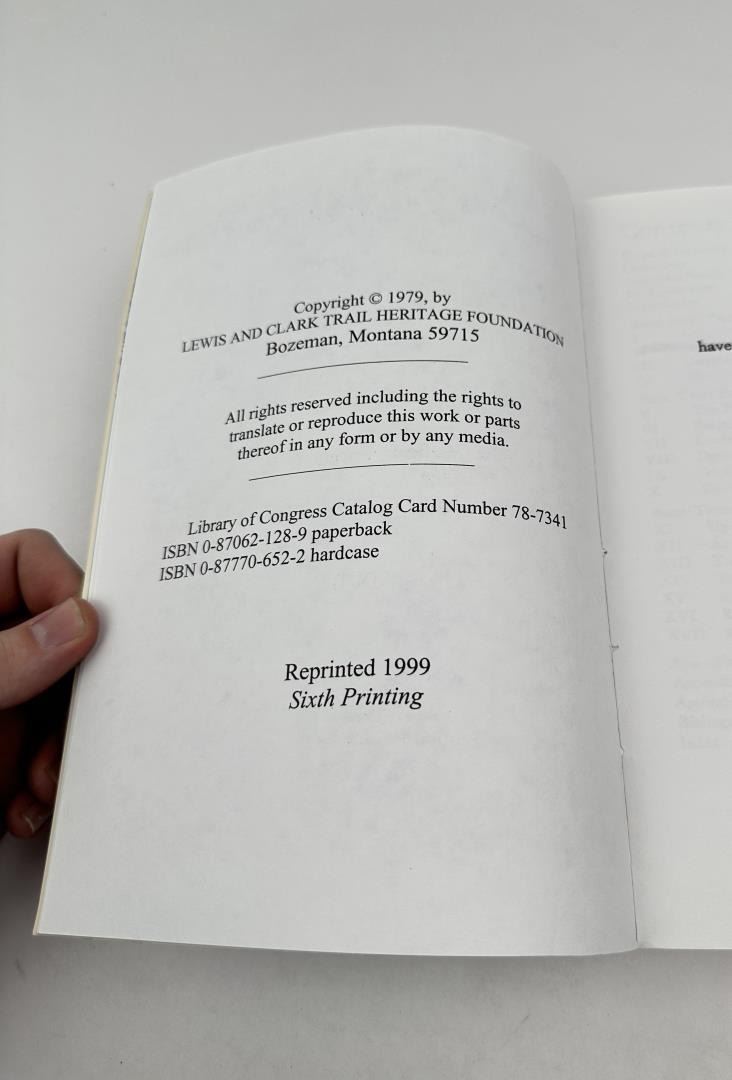 Copyright © 1979, by
LEWIS AND CLARK TRAIL HERITAGE FOUNDATION
Bozeman, Montana 59715
All rights reserved including the rights to
translate or reproduce this work or parts
thereof in any form or by any media.
Library of Congress Catalog Card Number 78-7341
ISBN 0-87062-128-9 paperback
ISBN 0-87770-652-2 hardcase
Reprinted 1999
Sixth Printing
have